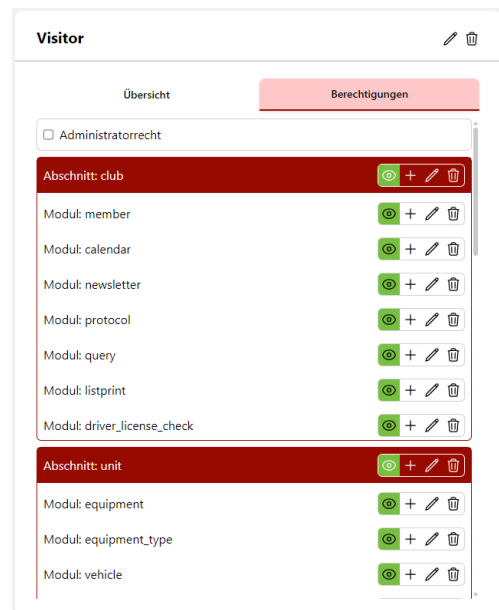 Visitor
Übersicht
Berechtigungen
Administratorrecht
Abschnitt: club
Modul: member
Modul: calendar
Modul: newsletter
Modul: protocol
Modul: query
Modul: listprint
Modul: driver_license_check
Abschnitt: unit
Modul: equipment
Modul: equipment_type
Modul: vehicle